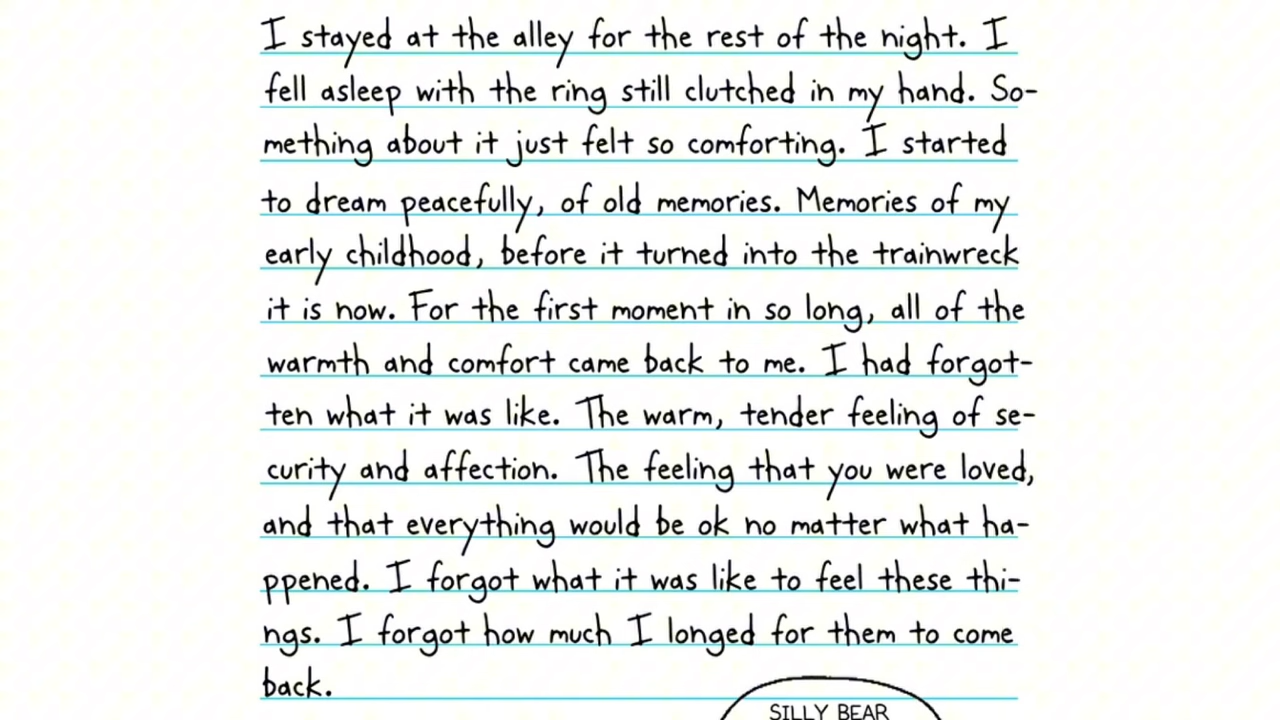 I stayed at the alley for the rest of the night. I
fell asleep with the ring still clutched in my hand. So-
mething about it just felt so comforting. I started
to dream peacefully, of old memories. Memories of my
early childhood, before it turned into the trainwreck
it is now. For the first moment in so long, all of the
warmth and comfort came back to me. I had forgot-
ten what it was like. The warm, tender feeling of se-
curity and affection. The feeling that you were loved,
and that everything would be ok no matter what ha-
ppened. I forgot what it was like to feel these thi-
ngs. I forgot how much I longed for them to come
back.
SILLY BEAR